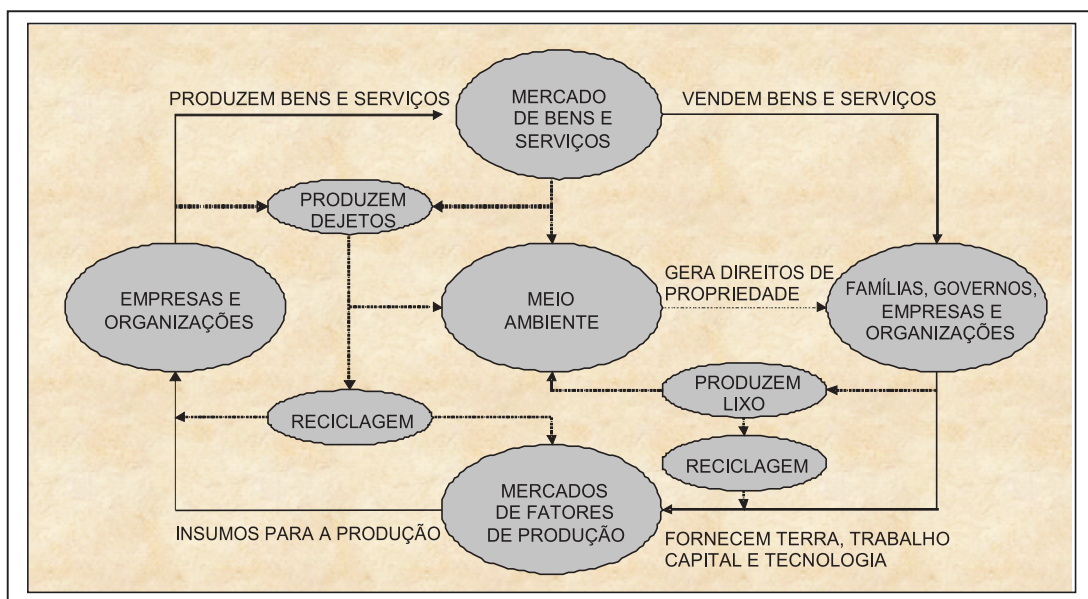 PRODUZEM BENS E SERVIÇOS
MERCADO
DE BENS E
SERVIÇOS
VENDEM BENS E SERVIÇOS
PRODUZEM
DEJETOS
EMPRESAS E
ORGANIZAÇÕES
MEIO
AMBIENTE
GERA DIREITOS DE
PROPRIEDADE
FAMÍLIAS, GOVERNOS,
EMPRESAS E
ORGANIZAÇÕES
PRODUZEM
LIXO
RECICLAGEM
RECICLAGEM
MERCADOS
DE FATORES
DE PRODUÇÃO
INSUMOS PARA A PRODUÇÃO
FORNECEM TERRA, TRABALHO
CAPITAL E TECNOLOGIA